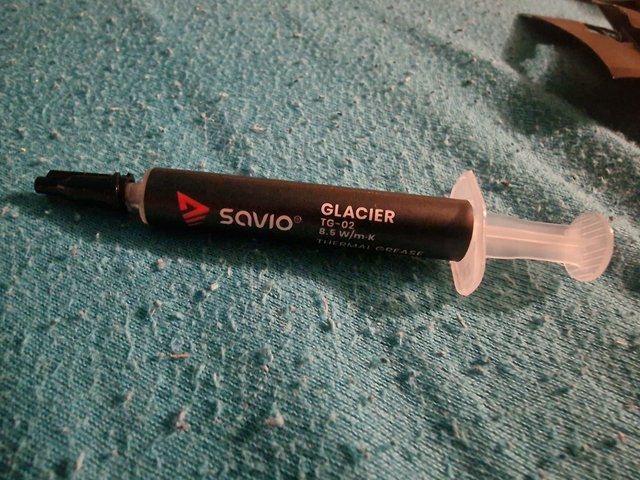 savio®
GLACIER
TG-02
8.5 W/m·K
THERMAL GREASE